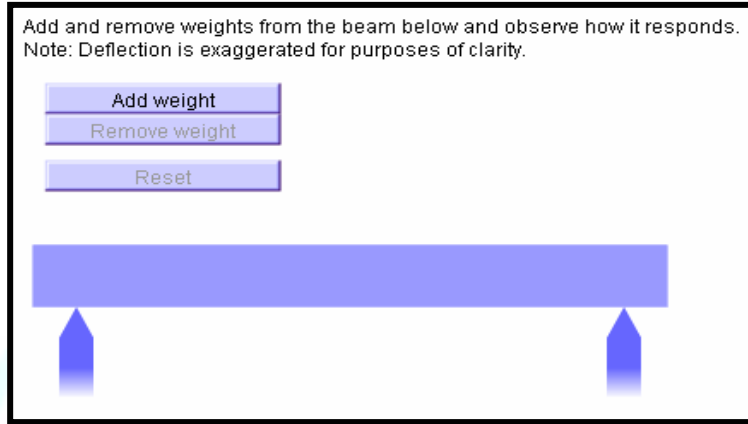 Add and remove weights from the beam below and observe how it responds.
Note: Deflection is exaggerated for purposes of clarity.
Add weight
Remove weight
Reset